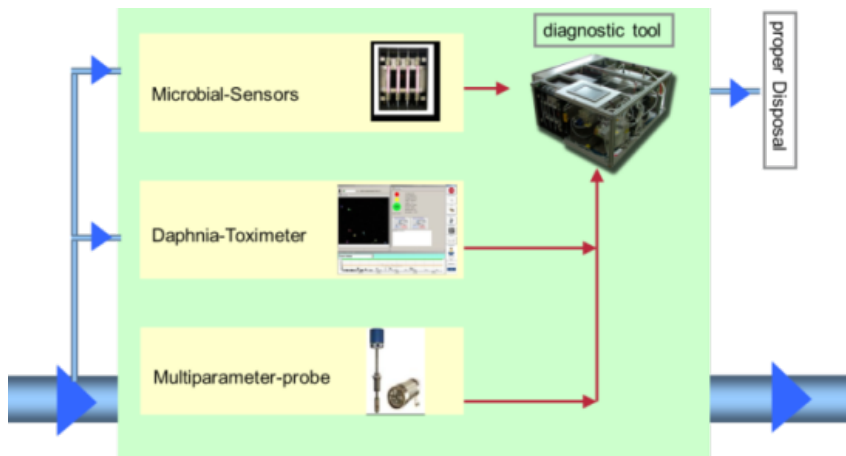 diagnostic tool
proper Disposal
Microbial-Sensors
Daphnia-Toximeter
Multiparameter-probe